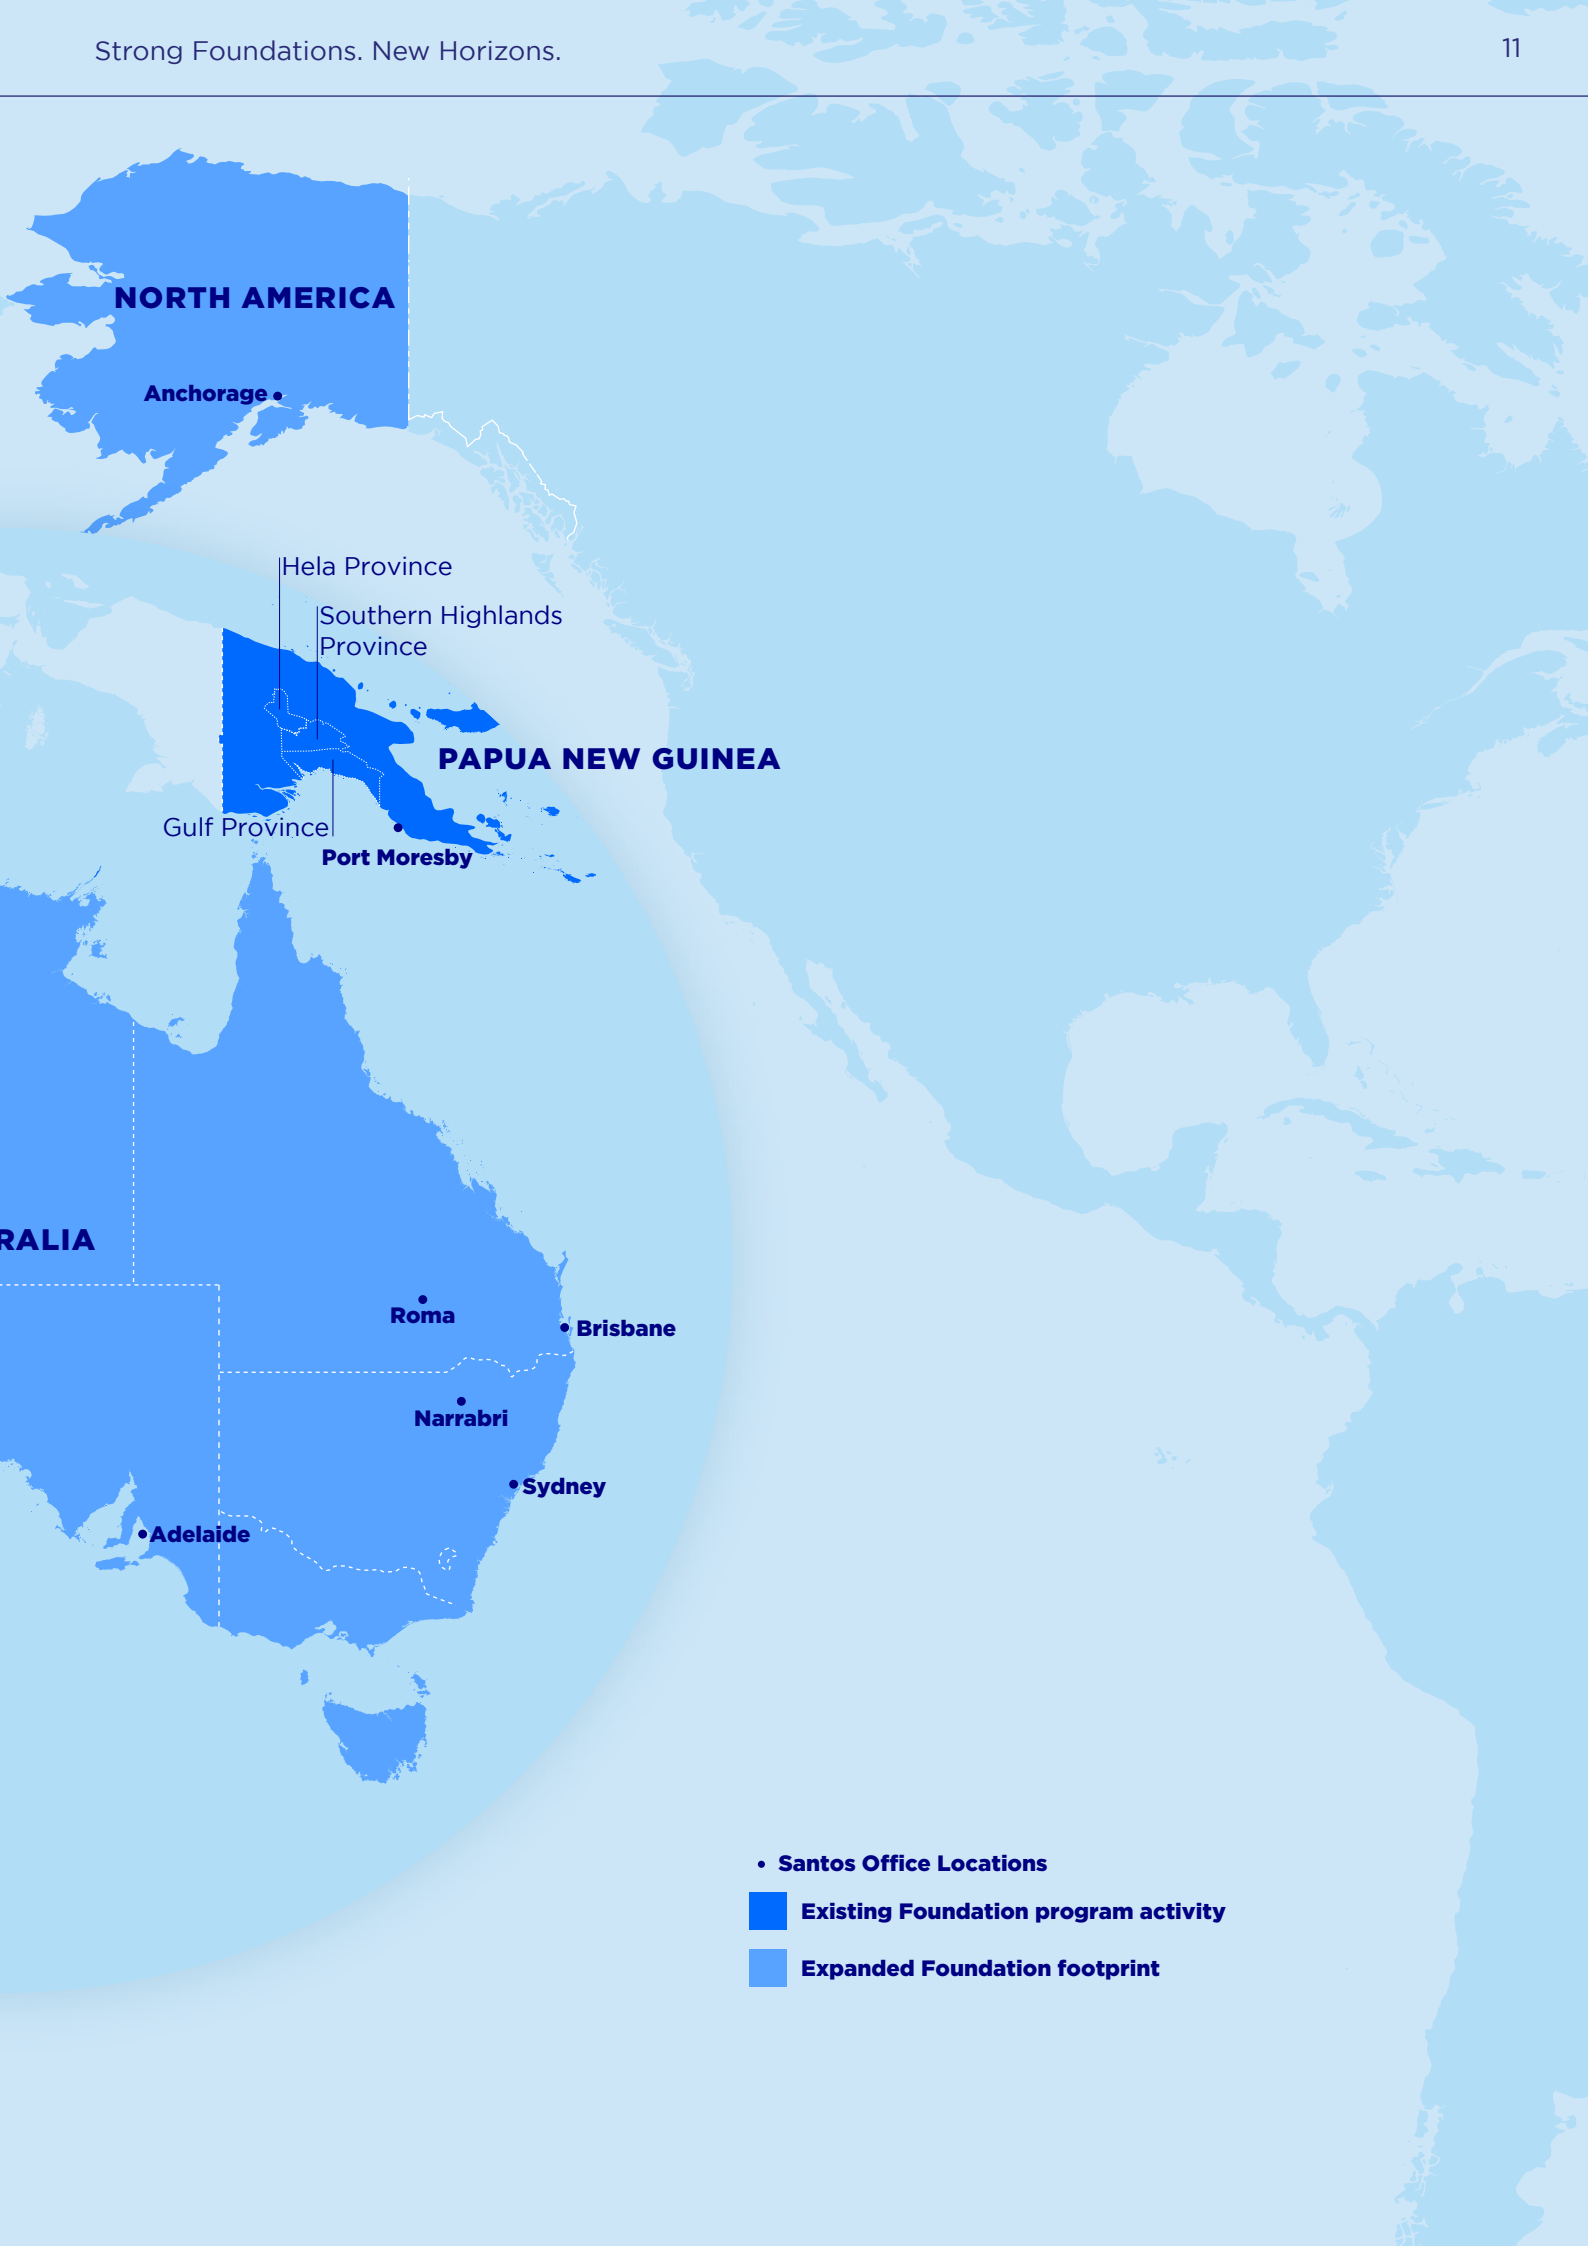 Strong Foundations. New Horizons.
11
NORTH AMERICA
Anchorage
Hela Province
Southern Highlands
Province
PAPUA NEW GUINEA
Gulf Province
Port Moresby
RALIA
Roma
Brisbane
Narrabri
Sydney
Adelaide
Santos Office Locations
Existing Foundation program activity
Expanded Foundation footprint